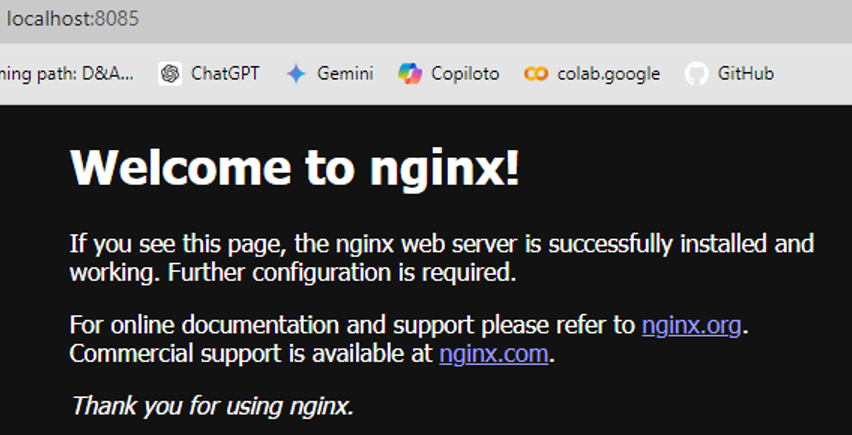 localhost:8085
ning path: D&A... ChatGPT Gemini Copiloto colab.google GitHub
Welcome to nginx!
If you see this page, the nginx web server is successfully installed and
working. Further configuration is required.
For online documentation and support please refer to nginx.org.
Commercial support is available at nginx.com.
Thank you for using nginx.